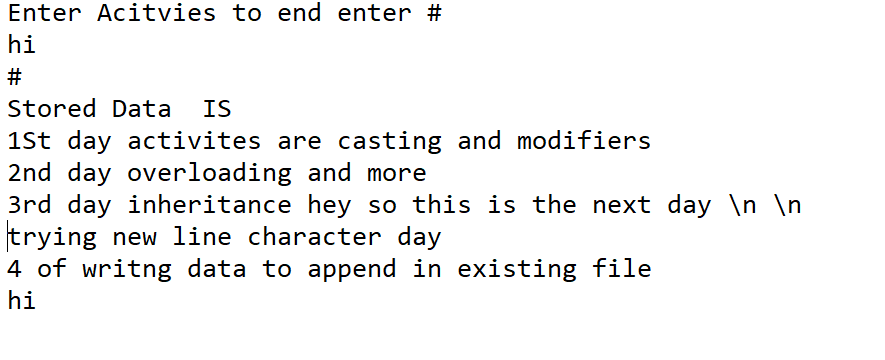 Enter Acitvies to end enter #
hi
#
Stored Data  IS
1St day activites are casting and modifiers
2nd day overloading and more
3rd day inheritance hey so this is the next day \n \n
trying new line character day
4 of writng data to append in existing file
hi